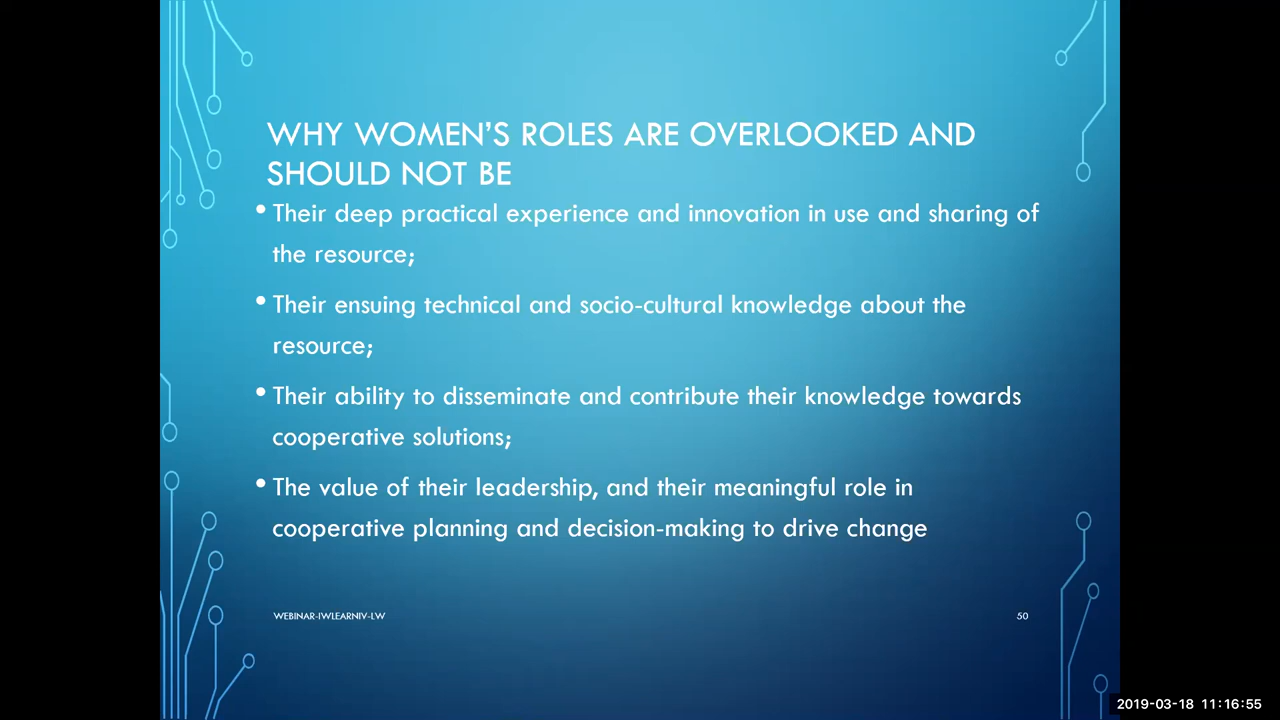 WHY WOMEN'S ROLES ARE OVERLOOKED AND
SHOULD NOT BE
• Their deep practical experience and innovation in use and sharing of
the resource;
• Their ensuing technical and socio-cultural knowledge about the
resource;
• Their ability to disseminate and contribute their knowledge towards
cooperative solutions;
• The value of their leadership, and their meaningful role in
cooperative planning and decision-making to drive change
WEBINAR-IWLEARNIV-LW
50
2019-03-18 11:16:55